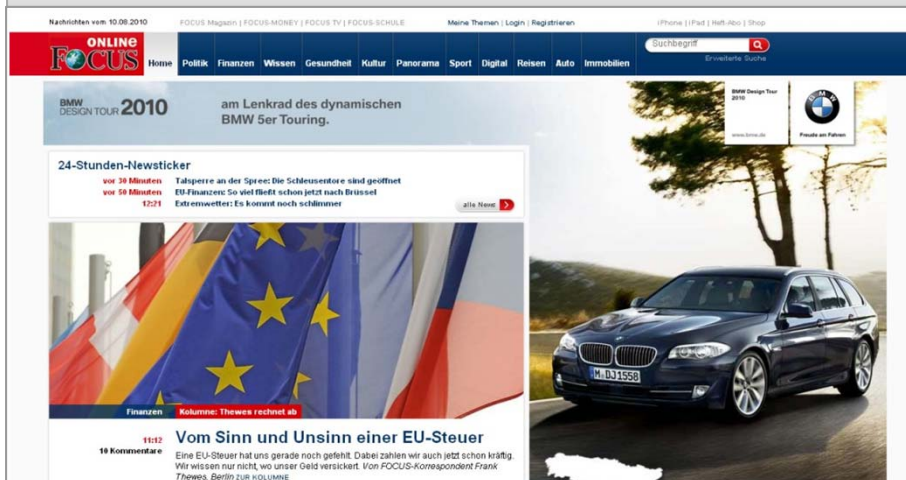 Nachrichten vom 10.08.2010
FOCUS Magazin | FOCUS-MONEY | FOCUS TV | FOCUS-SCHULE
Meine Themen | Login | Registrieren
iPhone | iPad | Heft-Abo | Shop
ONLINE
FOCUS
Home Politik Finanzen Wissen Gesundheit Kultur Panorama Sport Digital Reisen Auto Immobilien
Suchbegriff
Erweiterte Suche
BMW
DESIGN TOUR 2010
am Lenkrad des dynamischen
BMW 5er Touring.
BMW Design Tour
2010
www.bmw.de
BMW
Freude am Fahren
24-Stunden-Newsticker
vor 30 Minuten Talsperre an der Spree: Die Schleusentore sind geöffnet
vor 50 Minuten EU-Finanzen: So viel fließt schon jetzt nach Brüssel
12:21 Extremwetter: Es kommt noch schlimmer
alle News
M DJ1558
Finanzen Kolumne: Thewes rechnet ab
11:12
10 Kommentare
Vom Sinn und Unsinn einer EU-Steuer
Eine EU-Steuer hat uns gerade noch gefehlt. Dabei zahlen wir auch jetzt schon kräftig.
Wir wissen nur nicht, wo unser Geld versickert. Von FOCUS-Korrespondent Frank
Thewes, Berlin ZUR KOLUMNE